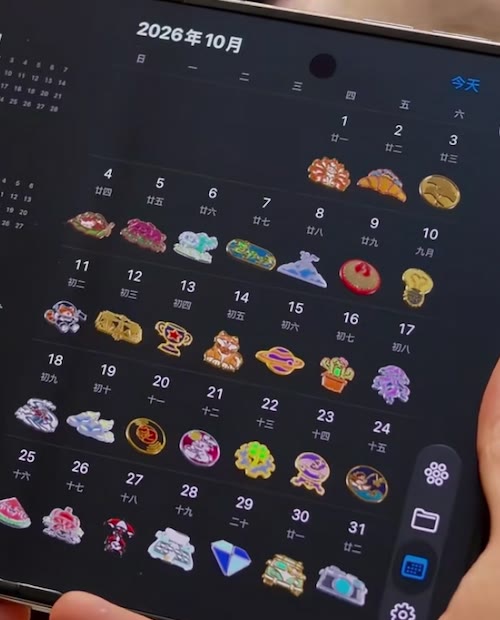 2026年10月
今天
日 一 二 三 四 五 六
1 2 3
廿一 廿二 廿三
4 5 6 7 8 9 10
廿四 廿五 廿六 廿七 廿八 廿九 九月
11 12 13 14 15 16 17
初二 初三 初四 初五 初六 初七 初八
18 19 20 21 22 23 24
初九 初十 十一 十二 十三 十四 十五
25 26 27 28 29 30 31
十六 十七 十八 十九 二十 廿一 廿二